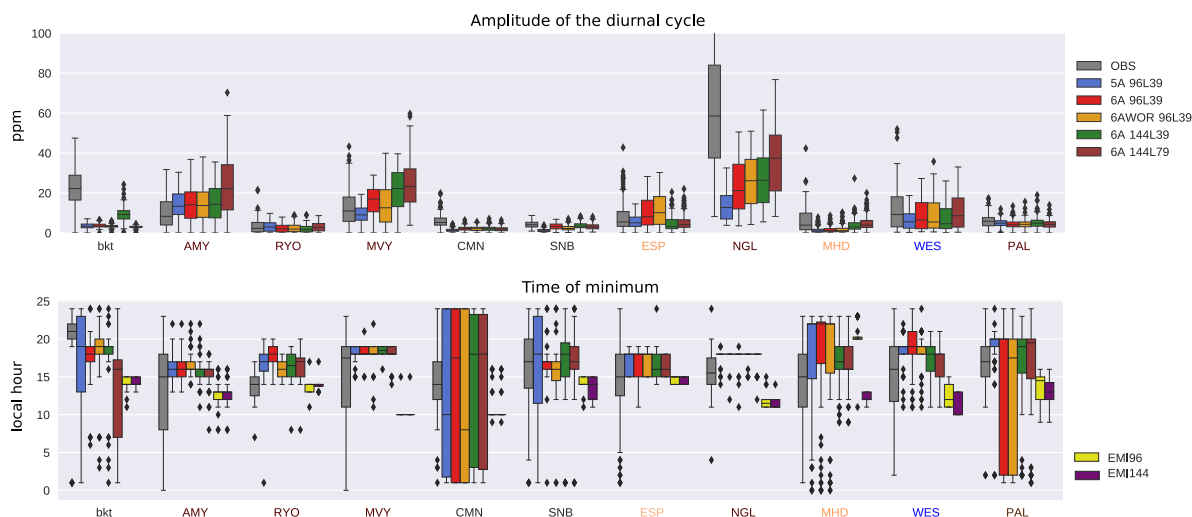 Amplitude of the diurnal cycle
100
80
60
40
20
0
ppm
bkt AMY RYO MVY CMN SNB ESP NGL MHD WES PAL
OBS
5A 96L39
6A 96L39
6AWOR 96L39
6A 144L39
6A 144L79
Time of minimum
25
20
15
10
5
0
local hour
bkt AMY RYO MVY CMN SNB ESP NGL MHD WES PAL
EMI96
EMI144